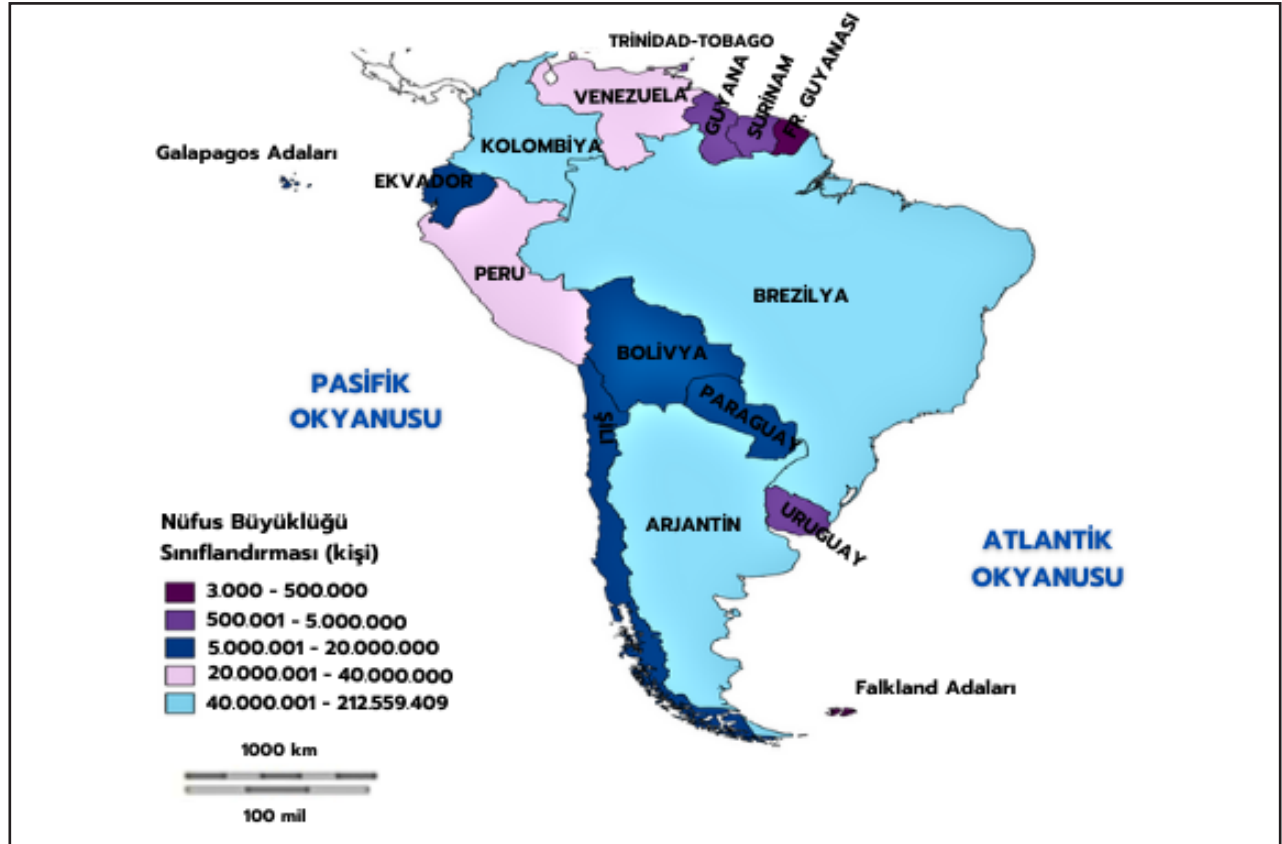 TRİNİDAD-TOBAGO
VENEZUELA
GUYANA
SURİNAM
FR. GUYANASI
KOLOMBİYA
Galapagos Adaları
EKVADOR
PERU
BREZİLYA
BOLİVYA
PASİFİK
OKYANUSU
PARAGUAY
ŞİLİ
Nüfus Büyüklüğü
Sınıflandırması (kişi)
3.000 - 500.000
500.001 - 5.000.000
5.000.001 - 20.000.000
20.000.001 - 40.000.000
40.000.001 - 212.559.409
ARJANTİN
URUGUAY
ATLANTİK
OKYANUSU
Falkland Adaları
1000 km
100 mil